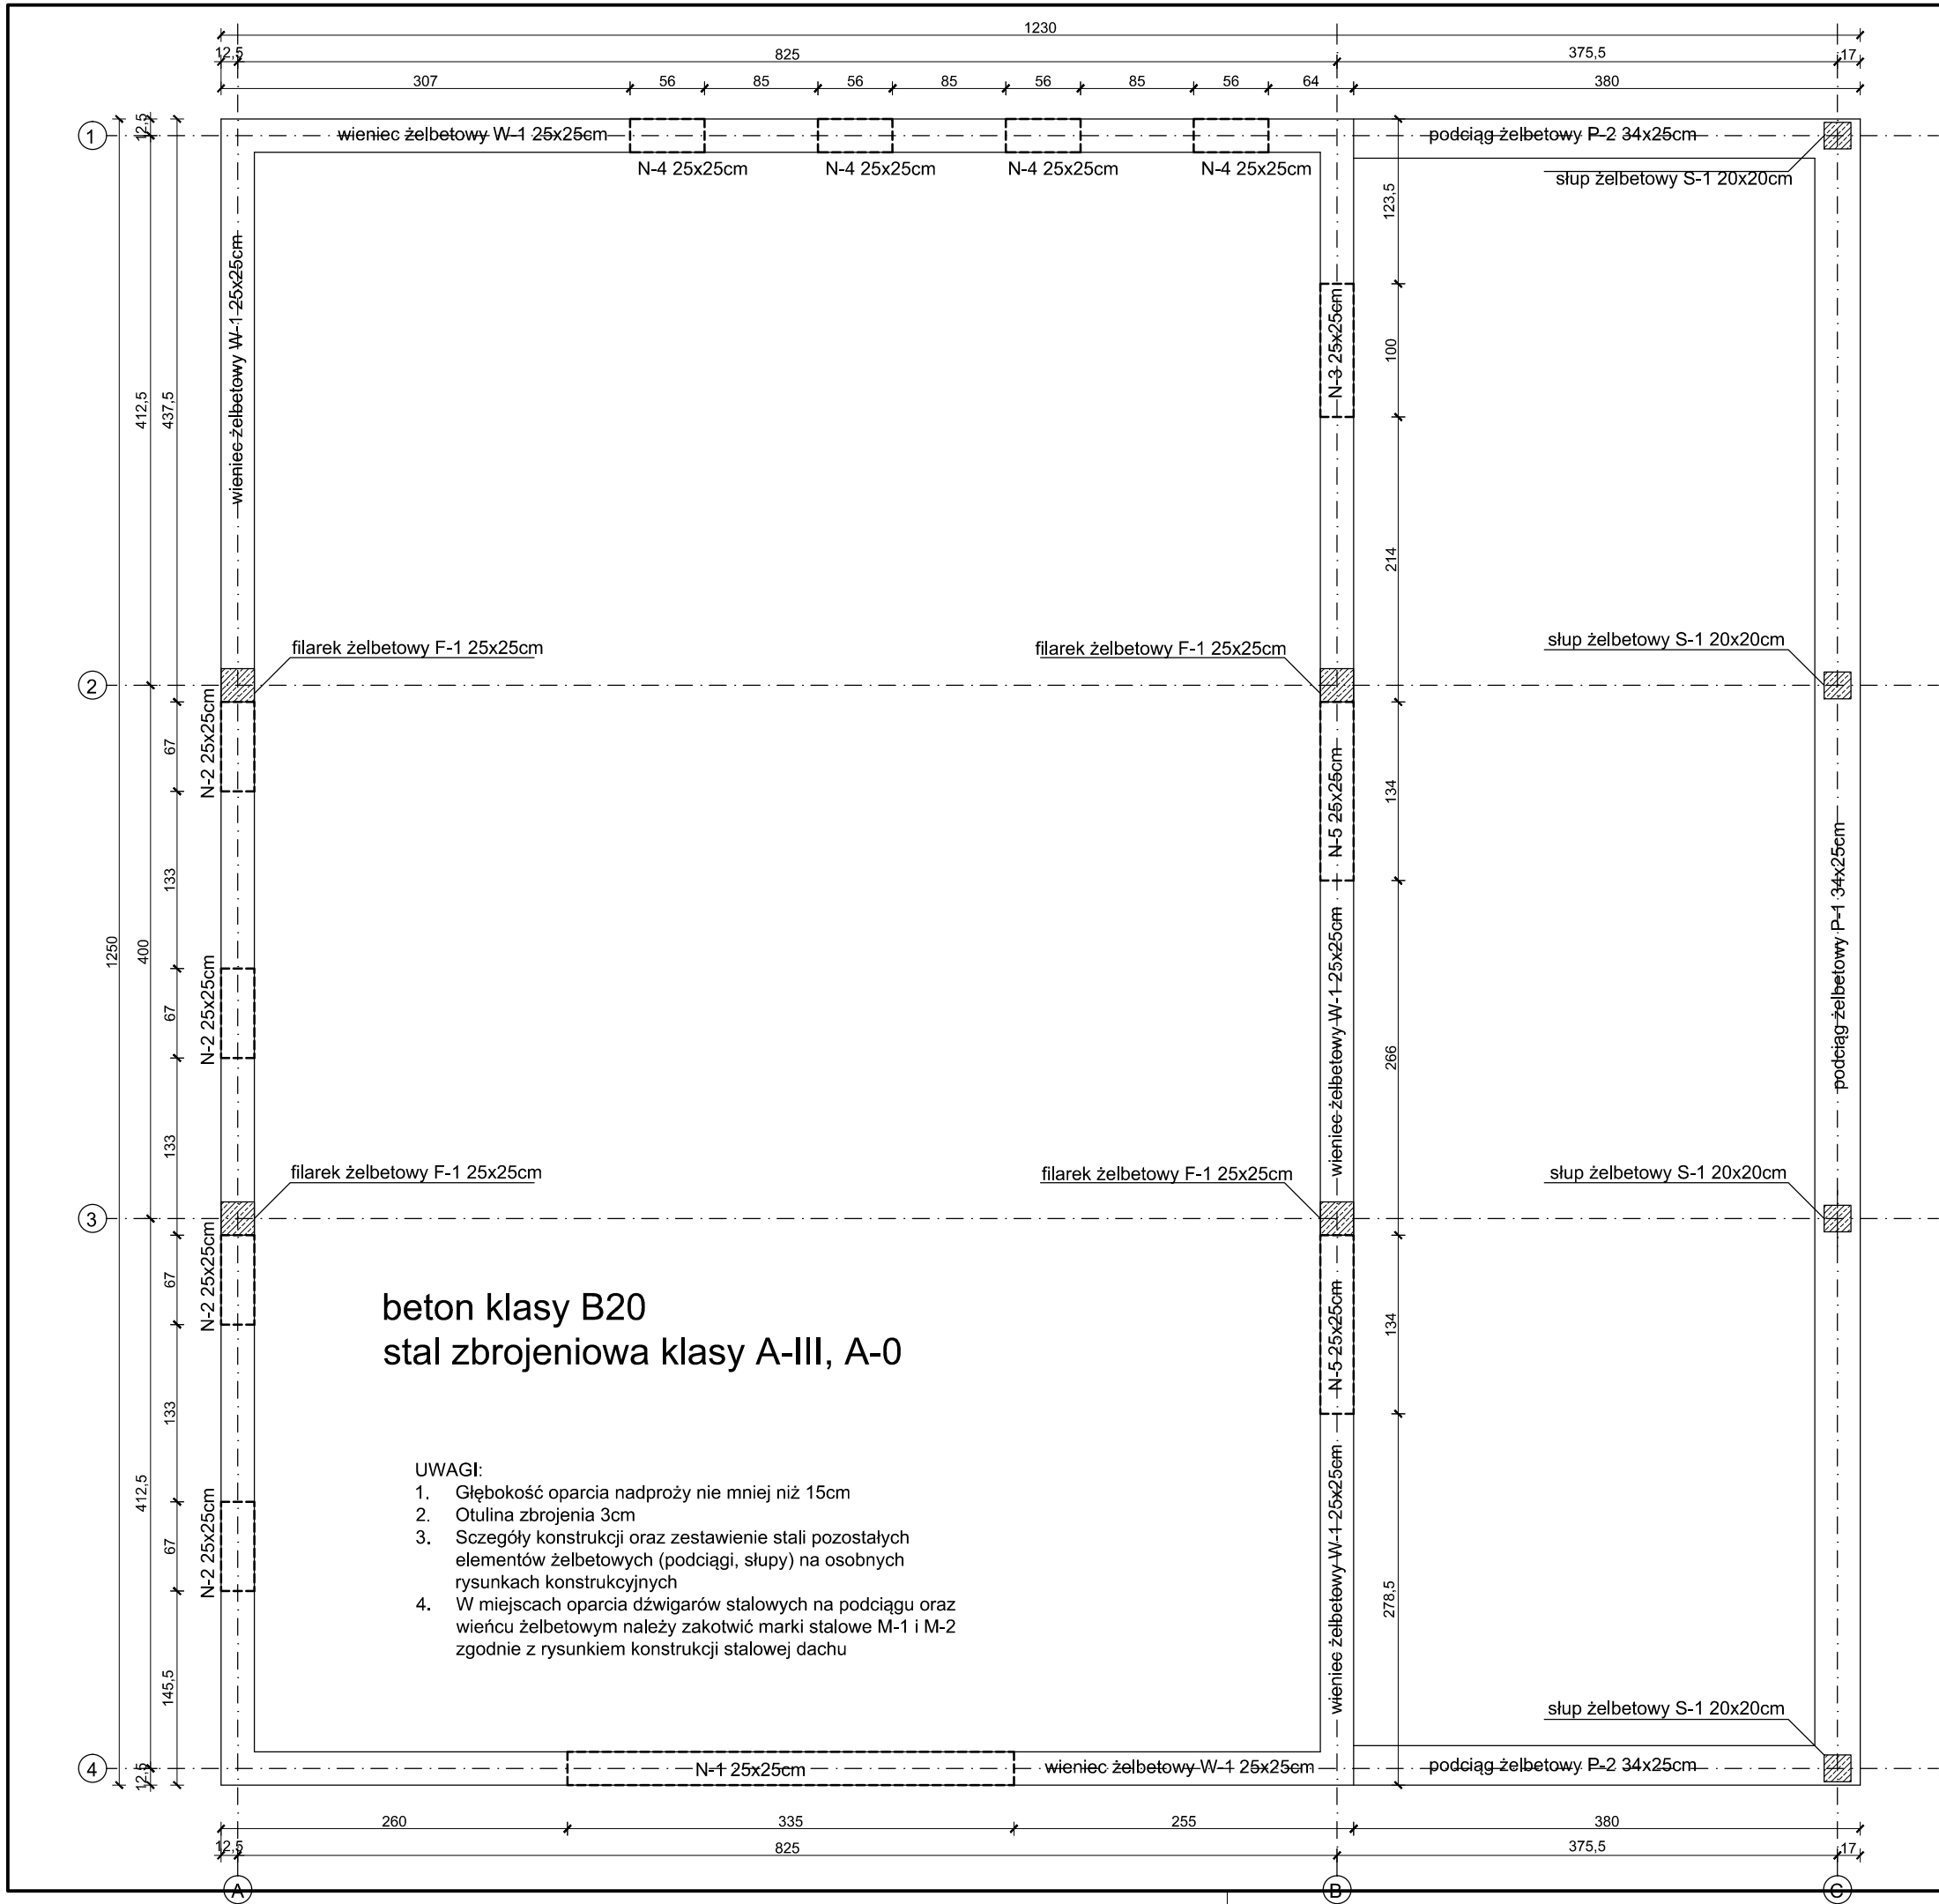 1230
12,5
825
375,5
17
307
56
85
56
85
56
85
56
64
380
1
12,5
wieniec żelbetowy W-1 25x25cm
podciąg żelbetowy P-2 34x25cm
N-4 25x25cm
N-4 25x25cm
N-4 25x25cm
N-4 25x25cm
słup żelbetowy S-1 20x20cm
123,5
wieniec żelbetowy W-1 25x25cm
N-3 25x25cm
100
412,5
437,5
214
filarek żelbetowy F-1 25x25cm
filarek żelbetowy F-1 25x25cm
słup żelbetowy S-1 20x20cm
2
N-2 25x25cm
67
N-5 25x25cm
134
133
podciąg żelbetowy P-1 34x25cm
1250
400
wieniec żelbetowy W-1 25x25cm
N-2 25x25cm
67
266
133
filarek żelbetowy F-1 25x25cm
filarek żelbetowy F-1 25x25cm
słup żelbetowy S-1 20x20cm
3
N-2 25x25cm
67
N-5 25x25cm
134
beton klasy B20
stal zbrojeniowa klasy A-III, A-0
133
412,5
UWAGI:
1. Głębokość oparcia nadproży nie mniej niż 15cm
2. Otulina zbrojenia 3cm
3. Sczegóły konstrukcji oraz zestawienie stali pozostałych
elementów żelbetowych (podciągi, słupy) na osobnych
rysunkach konstrukcyjnych
4. W miejscach oparcia dźwigarów stalowych na podciągu oraz
wieńcu żelbetowym należy zakotwić marki stalowe M-1 i M-2
zgodnie z rysunkiem konstrukcji stalowej dachu
N-2 25x25cm
67
wieniec żelbetowy W-1 25x25cm
278,5
145,5
słup żelbetowy S-1 20x20cm
4
12,5
N-1 25x25cm
wieniec żelbetowy W-1 25x25cm
podciąg żelbetowy P-2 34x25cm
260
335
255
380
12,5
825
375,5
17
A
B
C